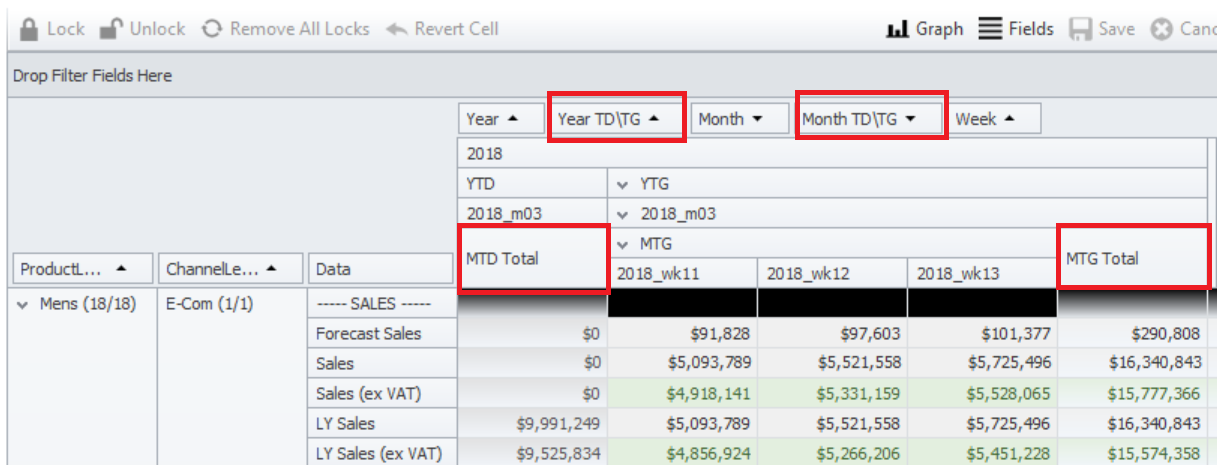 Lock Unlock Remove All Locks Revert Cell Graph Fields Save Canc
Drop Filter Fields Here
Year Year TD\TG Month Month TD\TG Week
2018
YTD YTG
2018_m03 2018_m03
MTD Total MTG MTG Total
ProductL... ChannelLe... Data 2018_wk11 2018_wk12 2018_wk13
Mens (18/18) E-Com (1/1) ----- SALES -----
Forecast Sales $0 $91,828 $97,603 $101,377 $290,808
Sales $0 $5,093,789 $5,521,558 $5,725,496 $16,340,843
Sales (ex VAT) $0 $4,918,141 $5,331,159 $5,528,065 $15,777,366
LY Sales $9,991,249 $5,093,789 $5,521,558 $5,725,496 $16,340,843
LY Sales (ex VAT) $9,525,834 $4,856,924 $5,266,206 $5,451,228 $15,574,358